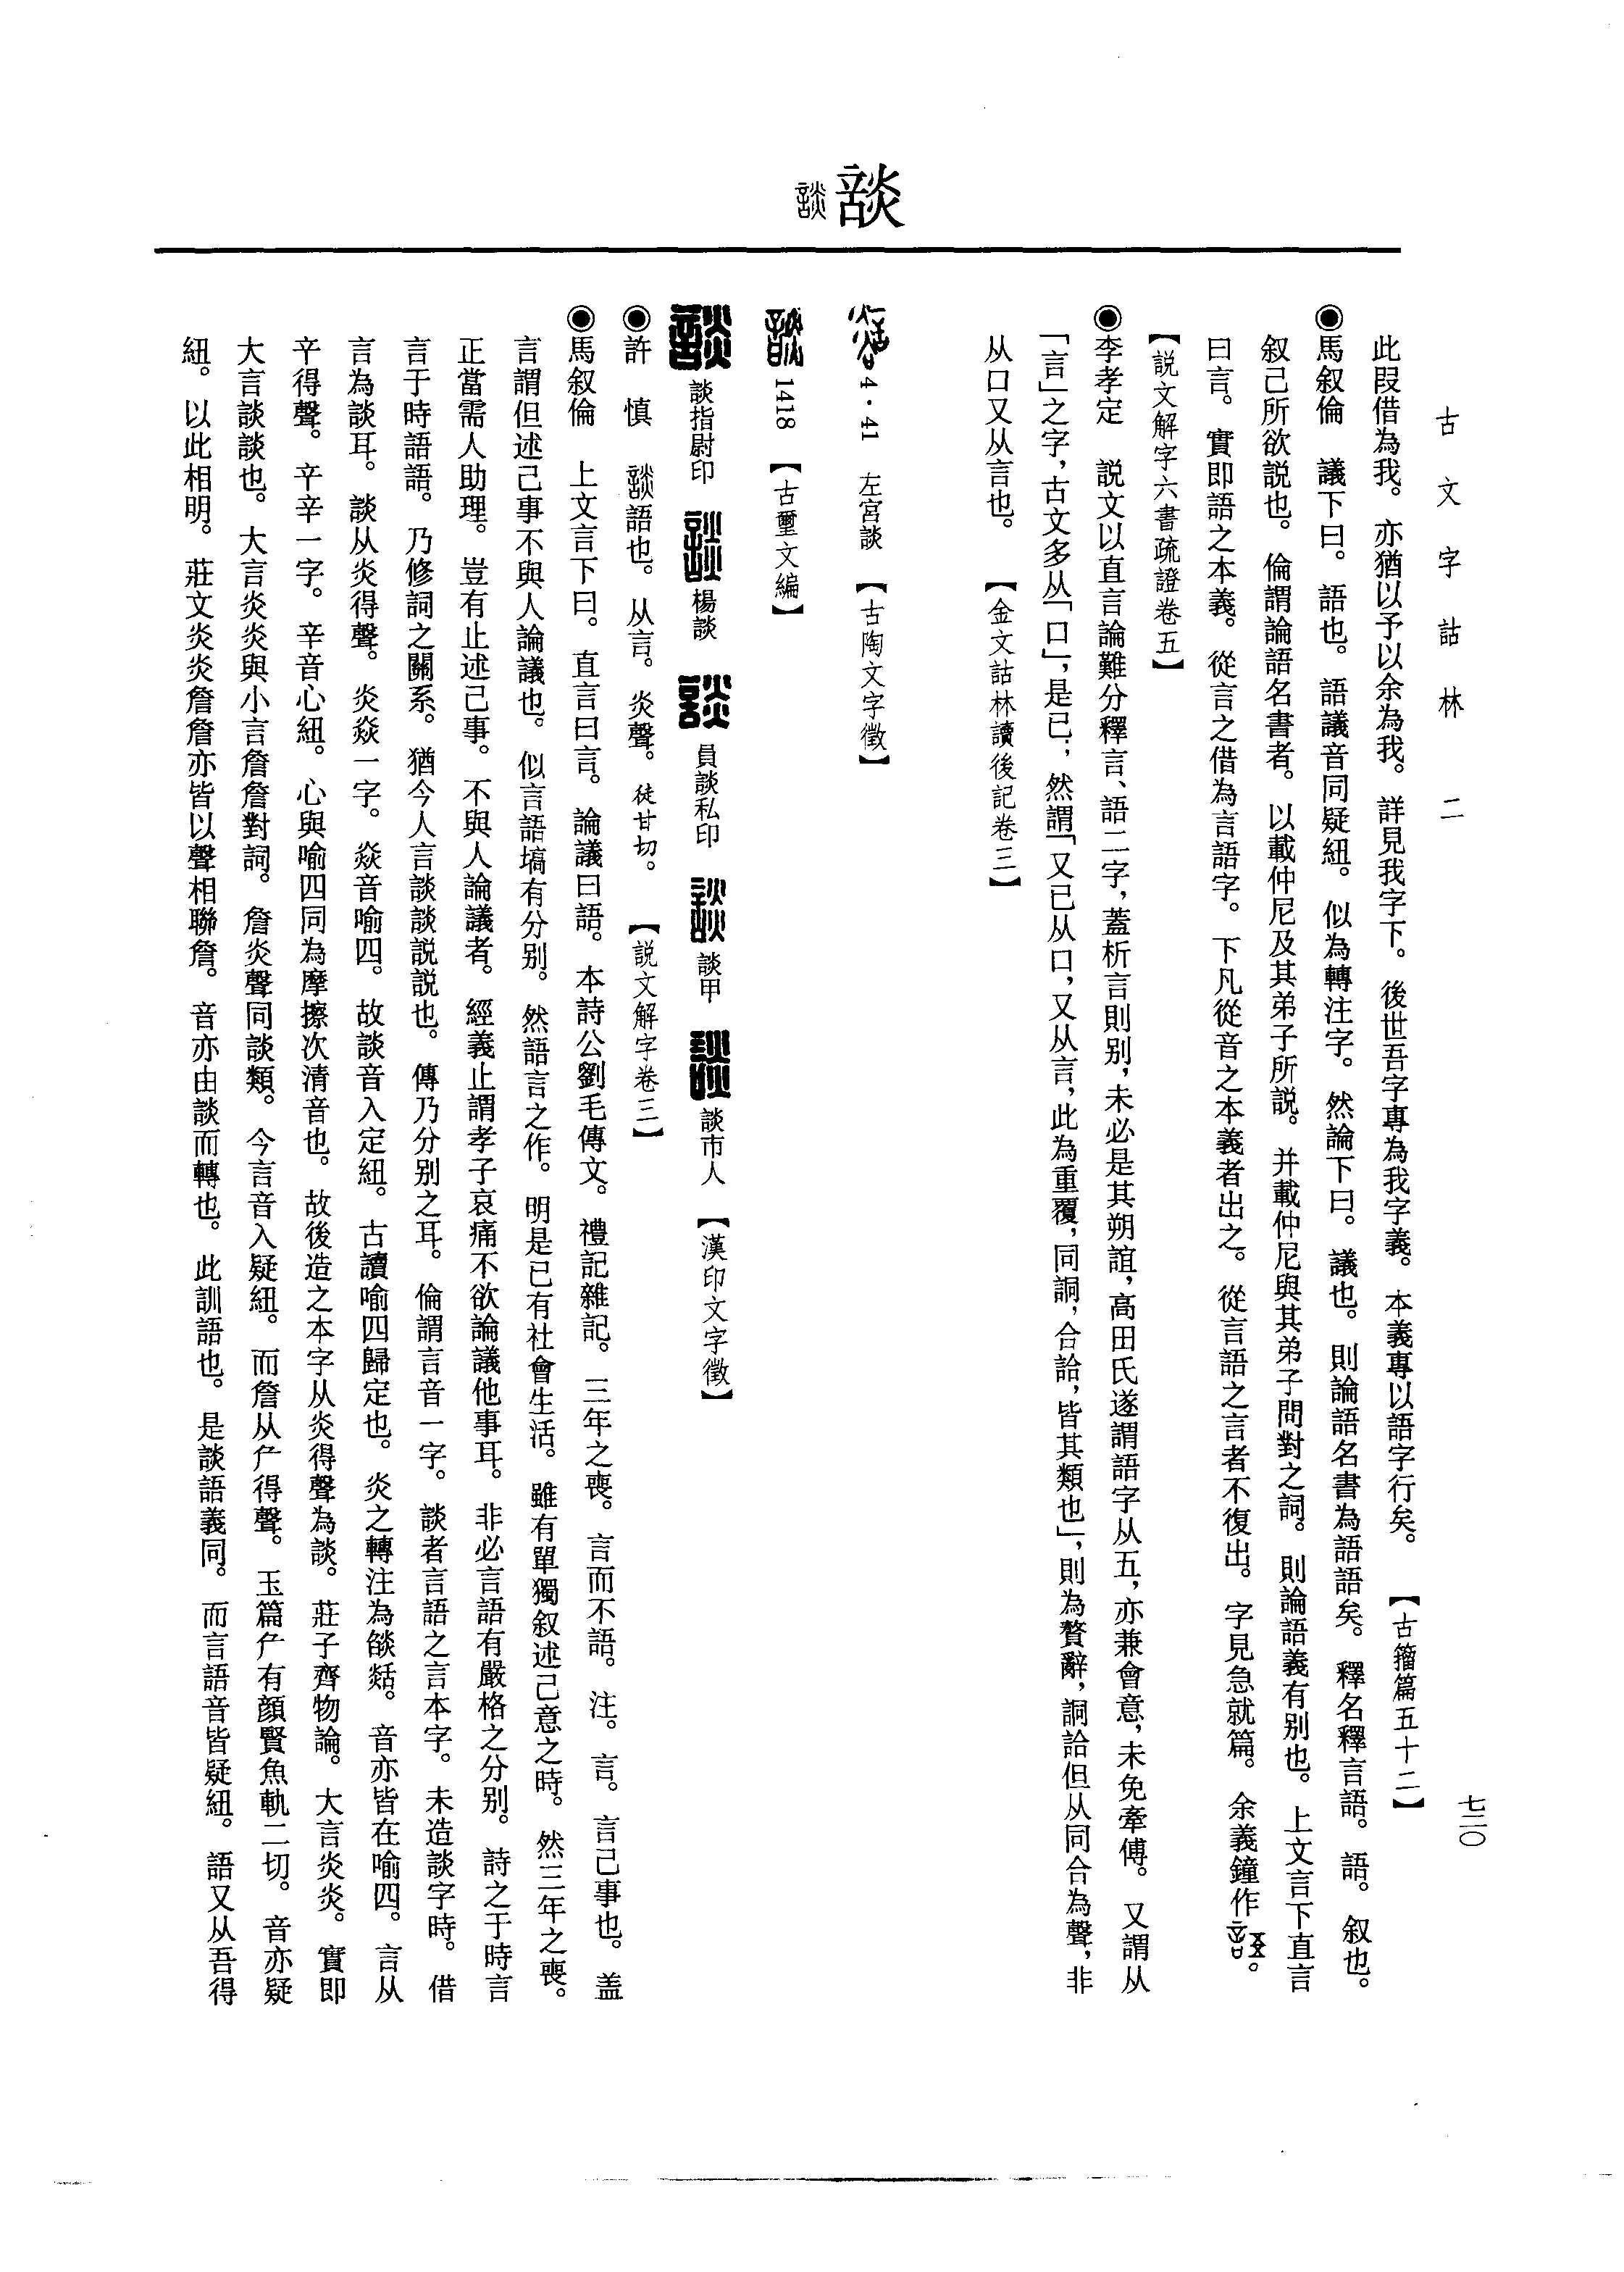 古文字詁林 二
七三〇
談
談
此叚借為我。亦猶以予以余為我。詳見我字下。後世吾字專為我字義。本義專以語字行矣。 【古籀篇五十二】
◉馬叙倫 議下曰。語也。語議音同疑紐。似為轉注字。然論下曰。議也。則論語名書為語語矣。釋名釋言語。語。叙也。
叙己所欲説也。倫謂論語名書者。以載仲尼及其弟子所説。并載仲尼與其弟子問對之詞。則論語義有别也。上文言下直言
曰言。實即語之本義。從言之借為言語字。下凡從音之本義者出之。從言語之言者不復出。字見急就篇。余義鐘作。
【説文解字六書疏證卷五】
◉李孝定 説文以直言論難分釋言、語二字，蓋析言則别，未必是其朔誼，高田氏遂謂語字从五，亦兼會意，未免牽傅。又謂从
「言」之字，古文多从「口」，是已；然謂「又已从口，又从言，此為重覆，同詷，合詥，皆其類也」，則為贅辭，詷詥但从同合為聲，非
从口又从言也。 【金文詁林讀後記卷三】
4·41 左宮談 【古陶文字徵】
1418 【古璽文編】
談指尉印 楊談 員談私印 談甲 談市人 【漢印文字徵】
◉許 慎 談語也。从言。炎聲。徒甘切。 【説文解字卷三】
◉馬叙倫 上文言下曰。直言曰言。論議曰語。本詩公劉毛傳文。禮記雜記。三年之喪。言而不語。注。言。言己事也。盖
言謂但述己事不與人論議也。似言語塙有分别。然語言之作。明是已有社會生活。雖有單獨叙述己意之時。然三年之喪。
正當需人助理。豈有止述己事。不與人論議者。經義止謂孝子哀痛不欲論議他事耳。非必言語有嚴格之分别。詩之于時言
言于時語語。乃修詞之關系。猶今人言談談説説也。傳乃分别之耳。倫謂言音一字。談者言語之言本字。未造談字時。借
言為談耳。談从炎得聲。炎焱一字。焱音喻四。故談音入定紐。古讀喻四歸定也。炎之轉注為燄煔。音亦皆在喻四。言从
䇂得聲。䇂辛一字。辛音心紐。心與喻四同為摩擦次清音也。故後造之本字从炎得聲為談。莊子齊物論。大言炎炎。實即
大言談談也。大言炎炎與小言詹詹對詞。詹炎聲同談類。今言音入疑紐。而詹从厃得聲。玉篇厃有顔賢魚軌二切。音亦疑
紐。以此相明。莊文炎炎詹詹亦皆以聲相聯詹。音亦由談而轉也。此訓語也。是談語義同。而言語音皆疑紐。語又从吾得